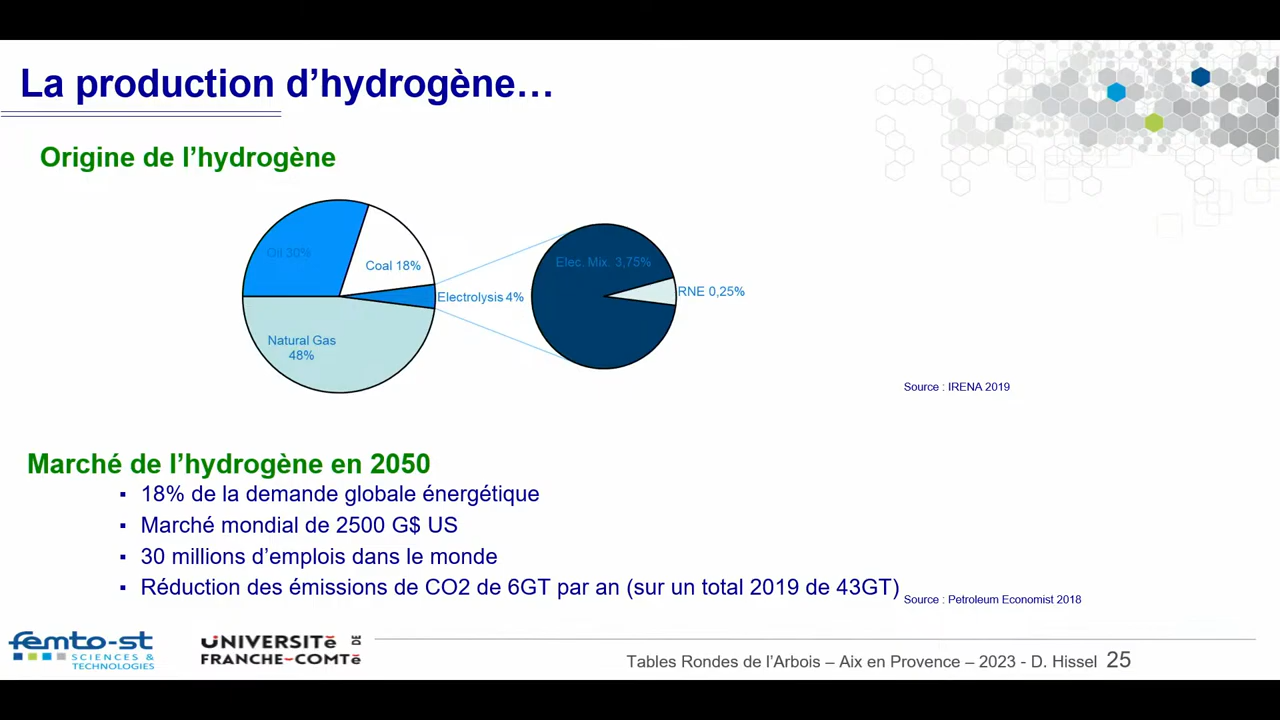 La production d’hydrogène…
Origine de l’hydrogène
Oil 30%
Coal 18%
Electrolysis 4%
Natural Gas
48%
Elec. Mix. 3,75%
RNE 0,25%
Source : IRENA 2019
Marché de l’hydrogène en 2050
▪ 18% de la demande globale énergétique
▪ Marché mondial de 2500 G$ US
▪ 30 millions d’emplois dans le monde
▪ Réduction des émissions de CO2 de 6GT par an (sur un total 2019 de 43GT)
Source : Petroleum Economist 2018
femto-st
SCIENCES &
TECHNOLOGIES
UNIVERSITé DE
FRANCHE-COMTé
Tables Rondes de l’Arbois – Aix en Provence – 2023 - D. Hissel 25